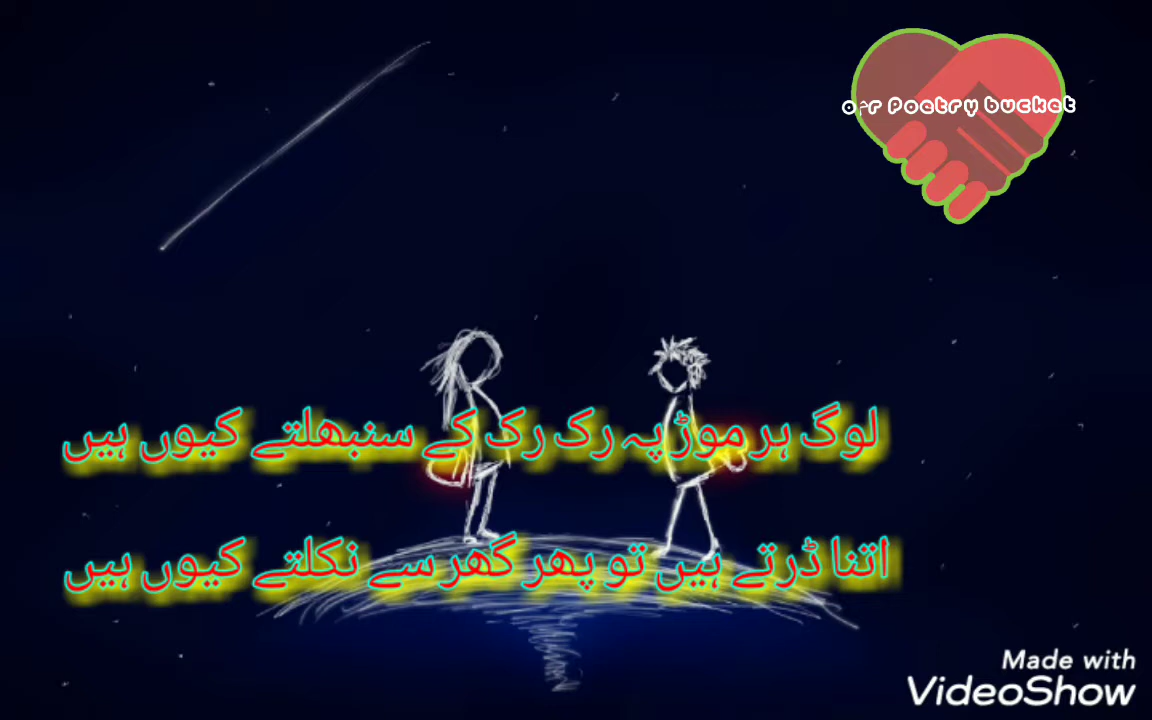 our Poetry bucket
لوگ ہر موڑ پہ رک رک کے سنبھلتے کیوں ہیں
اتنا ڈرتے ہیں تو پھر گھر سے نکلتے کیوں ہیں
Made with
VideoShow